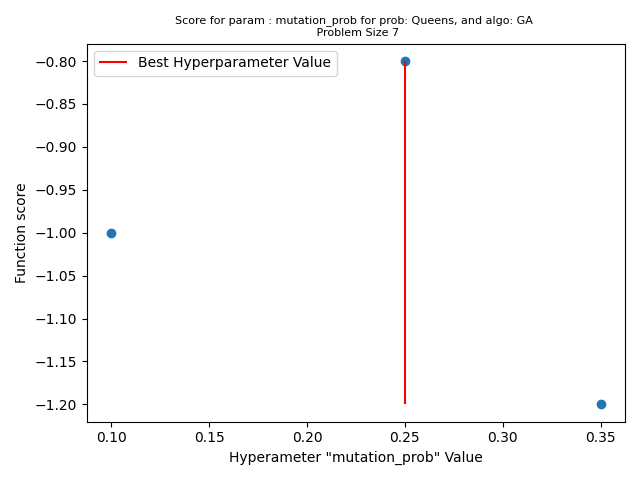 Score for param : mutation_prob for prob: Queens, and algo: GA
Problem Size 7
Best Hyperparameter Value
−0.80
−0.85
−0.90
−0.95
−1.00
−1.05
−1.10
−1.15
−1.20
Function score
0.10 0.15 0.20 0.25 0.30 0.35
Hyperameter "mutation_prob" Value